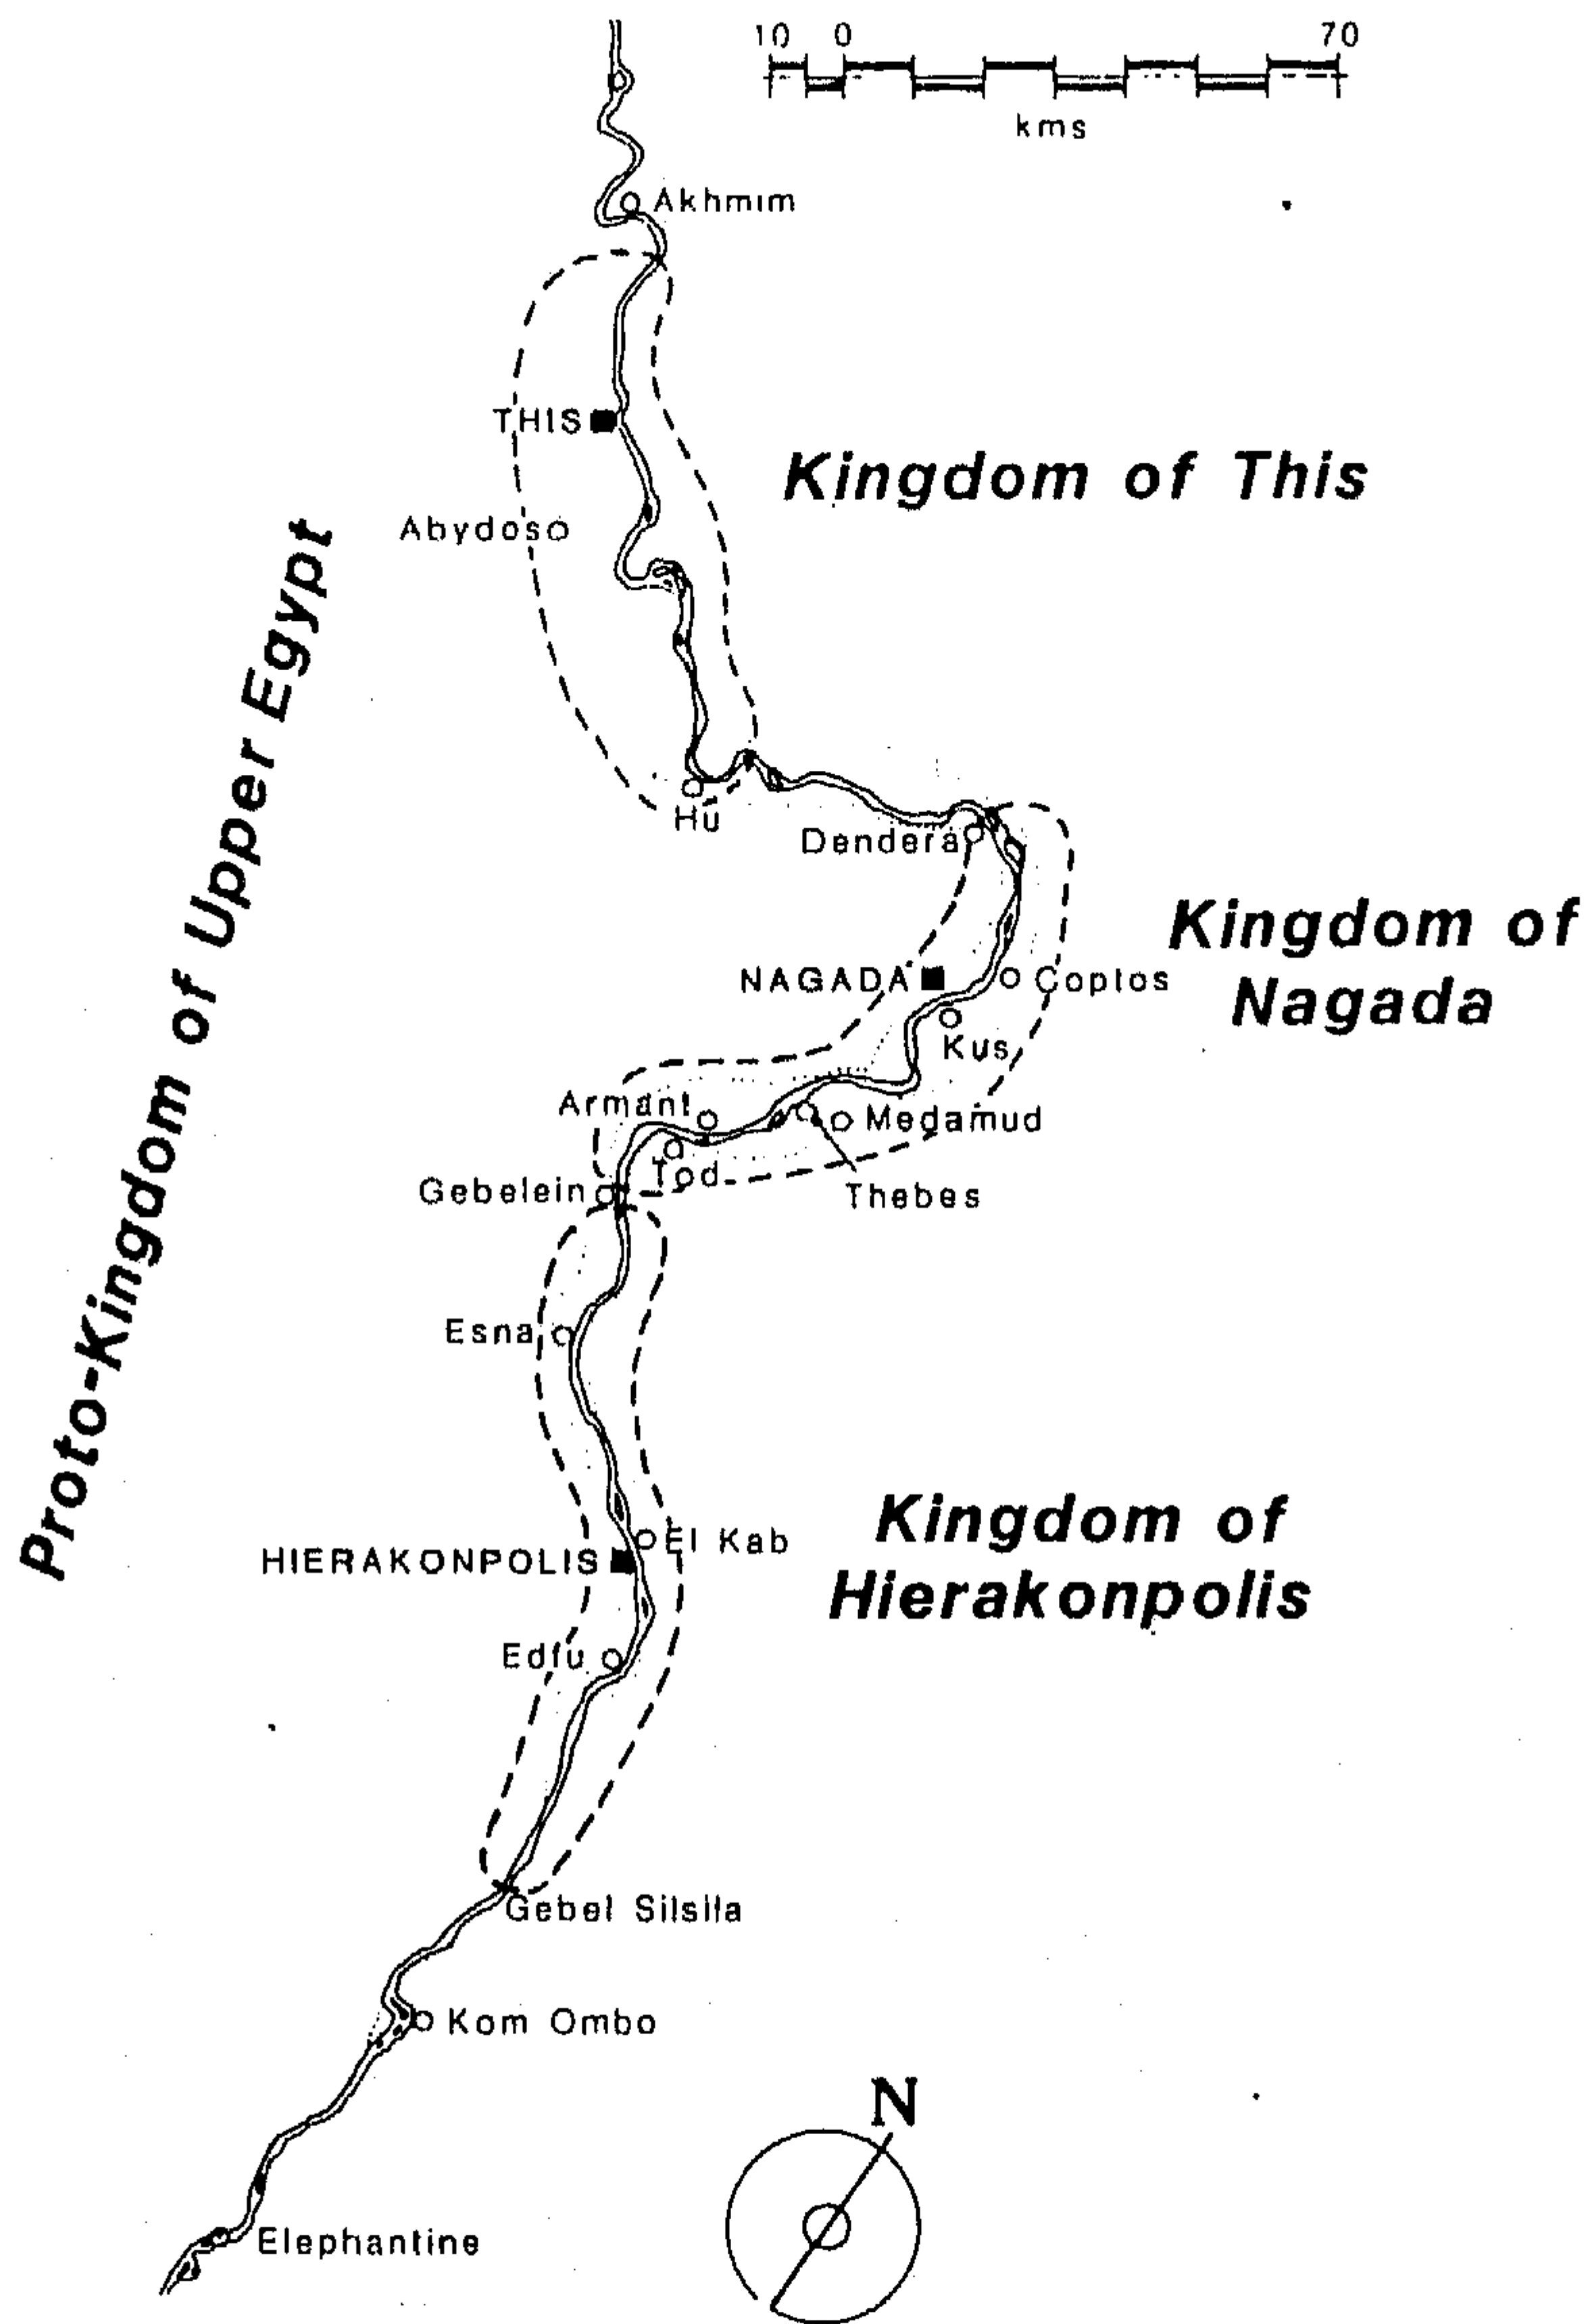 10 0 70
kms
Akhmim
THIS
Kingdom of This
Abydos
Proto-Kingdom of Upper Egypt
Hu
Dendera
Kingdom of
Nagada
NAGADA
Coptos
Kus
Armant
Medamud
Tod
Gebelein
Thebes
Esna
Kingdom of
Hierakonpolis
El Kab
HIERAKONPOLIS
Edfu
Gebel Silsila
Kom Ombo
N
Elephantine